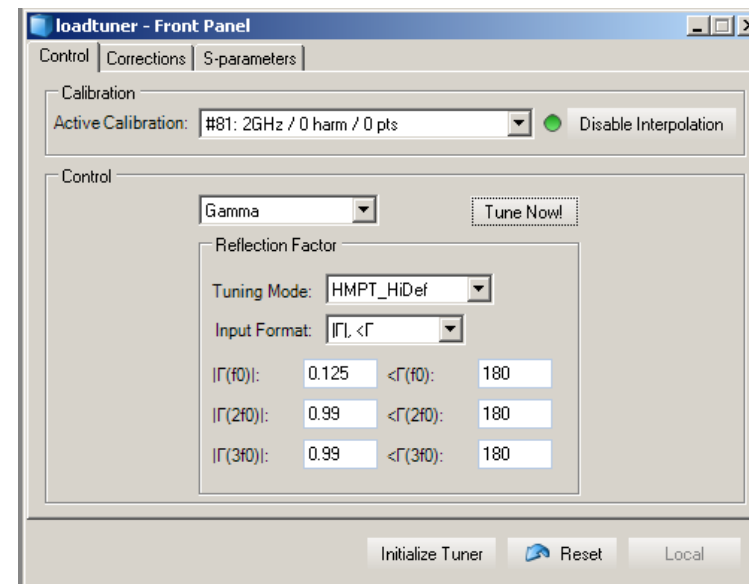 loadtuner - Front Panel
Control Corrections S-parameters
Calibration
Active Calibration: #81: 2GHz / 0 harm / 0 pts Disable Interpolation
Control
Gamma Tune Now!
Reflection Factor
Tuning Mode: HMPT_HiDef
Input Format: |Γ|, <Γ
|Γ(f0)|: 0.125 <Γ(f0): 180
|Γ(2f0)|: 0.99 <Γ(2f0): 180
|Γ(3f0)|: 0.99 <Γ(3f0): 180
Initialize Tuner Reset Local